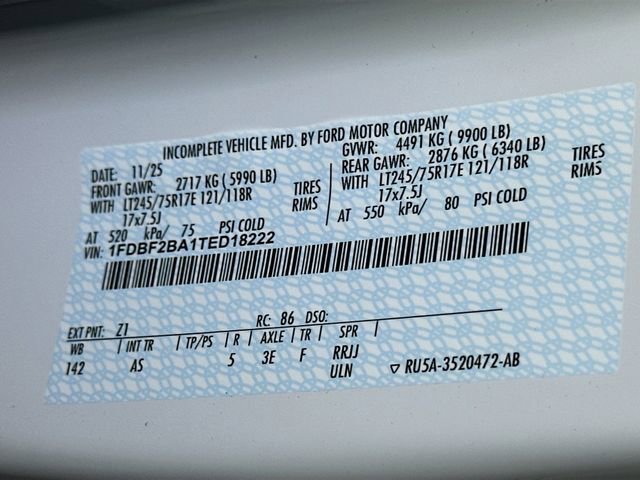 INCOMPLETE VEHICLE MFD. BY FORD MOTOR COMPANY
DATE: 11/25 GVWR: 4491 KG ( 9900 LB)
FRONT GAWR: 2717 KG ( 5990 LB) REAR GAWR: 2876 KG ( 6340 LB)
WITH LT245/75R17E 121/118R TIRES WITH LT245/75R17E 121/118R TIRES
17x7.5J RIMS 17x7.5J RIMS
AT 520 kPa/ 75 PSI COLD AT 550 kPa/ 80 PSI COLD
VIN: 1FDBF2BA1TED18222
EXT PNT: Z1 RC: 86 DSO:
WB | INT TR | TP/PS | R | AXLE | TR | SPR
142 AS 5 3E F RRJJ
ULN ▽ RU5A-3520472-AB